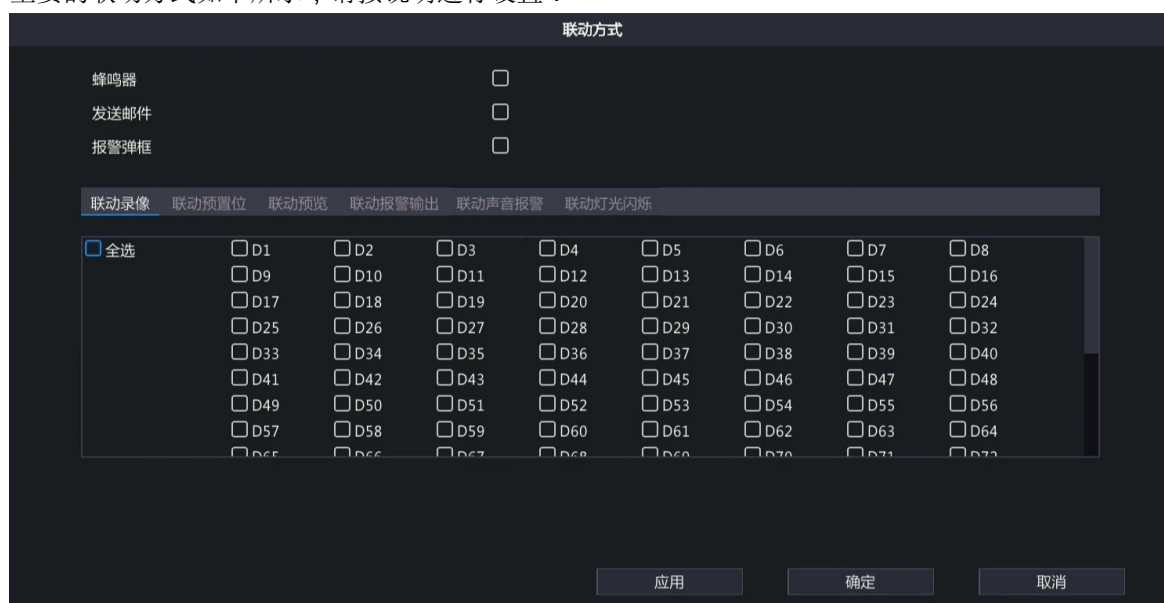 联动方式
蜂鸣器
发送邮件
报警弹框
联动录像 联动预置位 联动预览 联动报警输出 联动声音报警 联动灯光闪烁
全选 D1 D2 D3 D4 D5 D6 D7 D8
D9 D10 D11 D12 D13 D14 D15 D16
D17 D18 D19 D20 D21 D22 D23 D24
D25 D26 D27 D28 D29 D30 D31 D32
D33 D34 D35 D36 D37 D38 D39 D40
D41 D42 D43 D44 D45 D46 D47 D48
D49 D50 D51 D52 D53 D54 D55 D56
D57 D58 D59 D60 D61 D62 D63 D64
应用 确定 取消